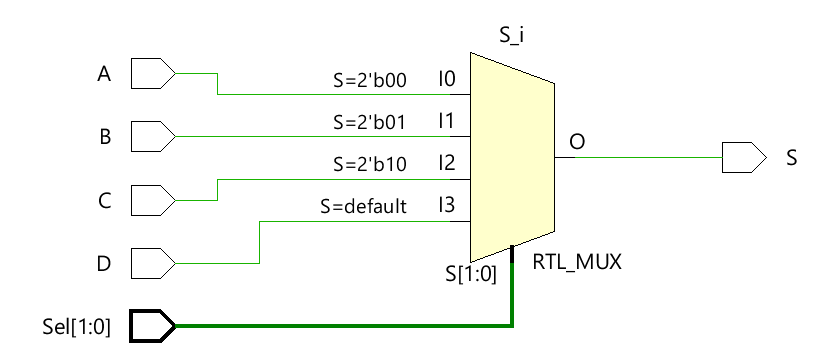 S_i
A
S=2'b00
I0
B
S=2'b01
I1
O
S
C
S=2'b10
I2
S=default
I3
D
S[1:0]
RTL_MUX
Sel[1:0]